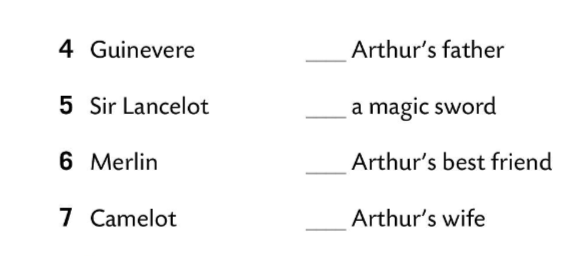 4 Guinevere ___ Arthur's father
5 Sir Lancelot ___ a magic sword
6 Merlin ___ Arthur's best friend
7 Camelot ___ Arthur's wife